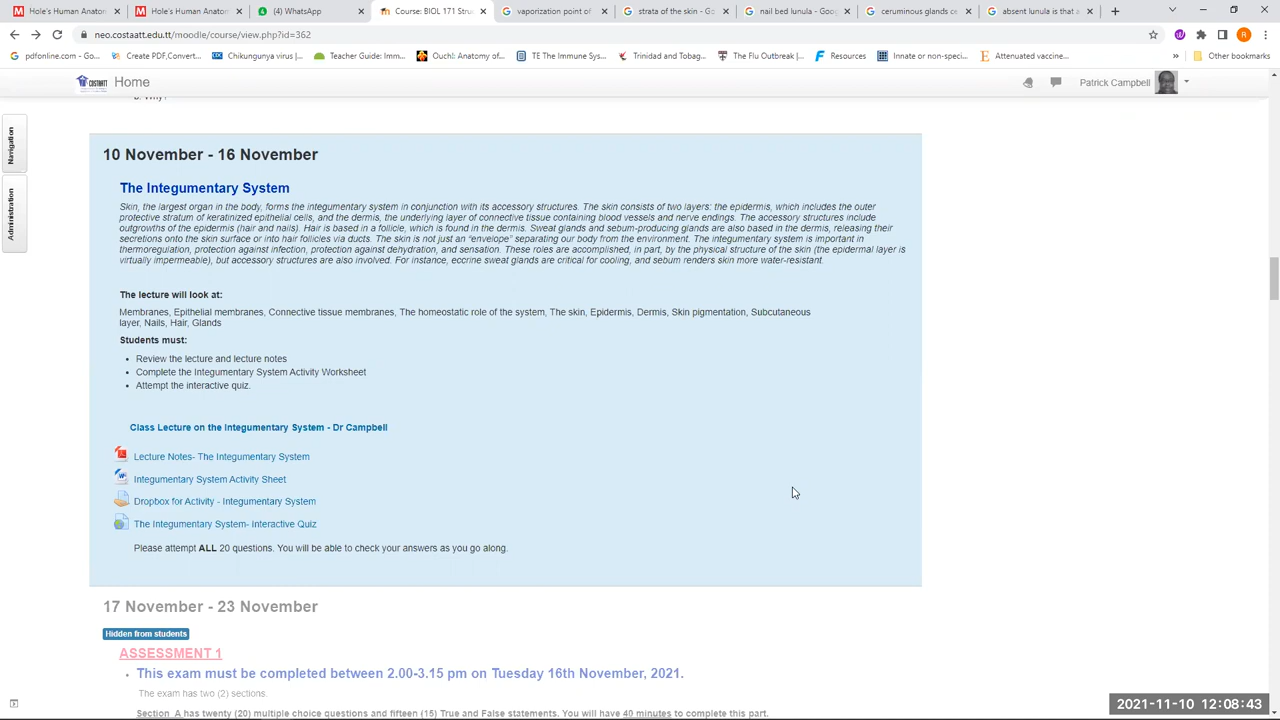 Hole's Human Anatom
Hole's Human Anatom
(4) WhatsApp
Course: BIOL 171 Stru
vaporization point of
strata of the skin - Go
nail bed lunula - Goog
ceruminous glands c
absent lunula is that a
neo.costaatt.edu.tt/moodle/course/view.php?id=362
R
pdfonline.com - Goo...
Create PDF,Convert...
Chikungunya virus |...
Teacher Guide: Imm...
Ouch!: Anatomy of...
TE The Immune Sys...
Trinidad and Tobag...
The Flu Outbreak |...
Resources
Innate or non-speci...
Attenuated vaccine...
»
Other bookmarks
COSTAATT
Home
Patrick Campbell
Navigation
Administration
10 November - 16 November
The Integumentary System
Skin, the largest organ in the body, forms the integumentary system in conjunction with its accessory structures. The skin consists of two layers: the epidermis, which includes the outer
protective stratum of keratinized epithelial cells, and the dermis, the underlying layer of connective tissue containing blood vessels and nerve endings. The accessory structures include
outgrowths of the epidermis (hair and nails). Hair is based in a follicle, which is found in the dermis. Sweat glands and sebum-producing glands are also based in the dermis, releasing their
secretions onto the skin surface or into hair follicles via ducts. The skin is not just an “envelope” separating our body from the environment. The integumentary system is important in
thermoregulation, protection against infection, protection against dehydration, and sensation. These roles are accomplished, in part, by the physical structure of the skin (the epidermal layer is
virtually impermeable), but accessory structures are also involved. For instance, eccrine sweat glands are critical for cooling, and sebum renders skin more water-resistant.
The lecture will look at:
Membranes, Epithelial membranes, Connective tissue membranes, The homeostatic role of the system, The skin, Epidermis, Dermis, Skin pigmentation, Subcutaneous
layer, Nails, Hair, Glands
Students must:
Review the lecture and lecture notes
Complete the Integumentary System Activity Worksheet
Attempt the interactive quiz.
Class Lecture on the Integumentary System - Dr Campbell
Lecture Notes- The Integumentary System
Integumentary System Activity Sheet
Dropbox for Activity - Integumentary System
The Integumentary System- Interactive Quiz
Please attempt ALL 20 questions. You will be able to check your answers as you go along.
17 November - 23 November
Hidden from students
ASSESSMENT 1
This exam must be completed between 2.00-3.15 pm on Tuesday 16th November, 2021.
The exam has two (2) sections.
Section A has twenty (20) multiple choice questions and fifteen (15) True and False statements. You will have 40 minutes to complete this part.
2021-11-10 12:08:43